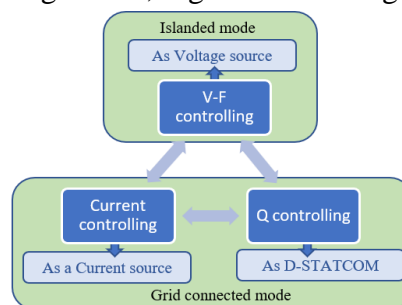 Islanded mode
As Voltage source
V-F
controlling
Current
controlling
Q controlling
As a Current source
As D-STATCOM
Grid connected mode